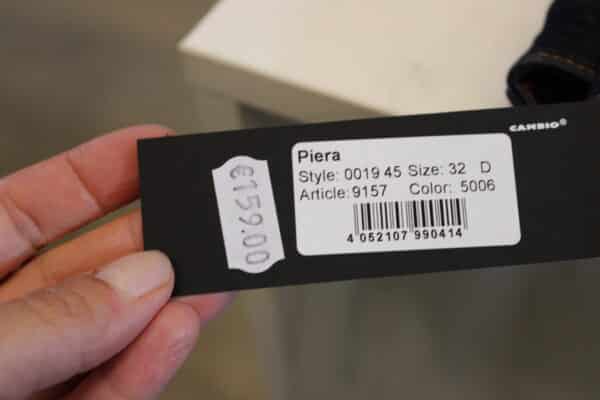 CAMBIO®
€159.00
Piera
Style: 0019 45 Size: 32 D
Article: 9157 Color: 5006
4 052107 990414